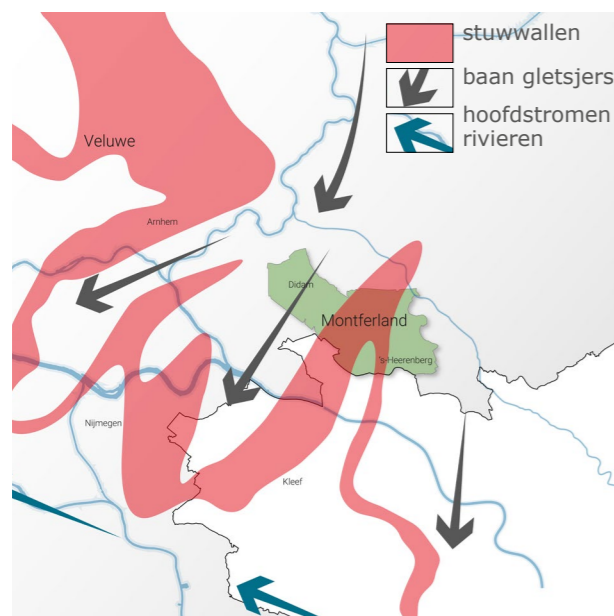 stuwwallen
baan gletsjers
hoofdstromen
rivieren
Veluwe
Arnhem
Didam
Montferland
's-Heerenberg
Nijmegen
Kleef